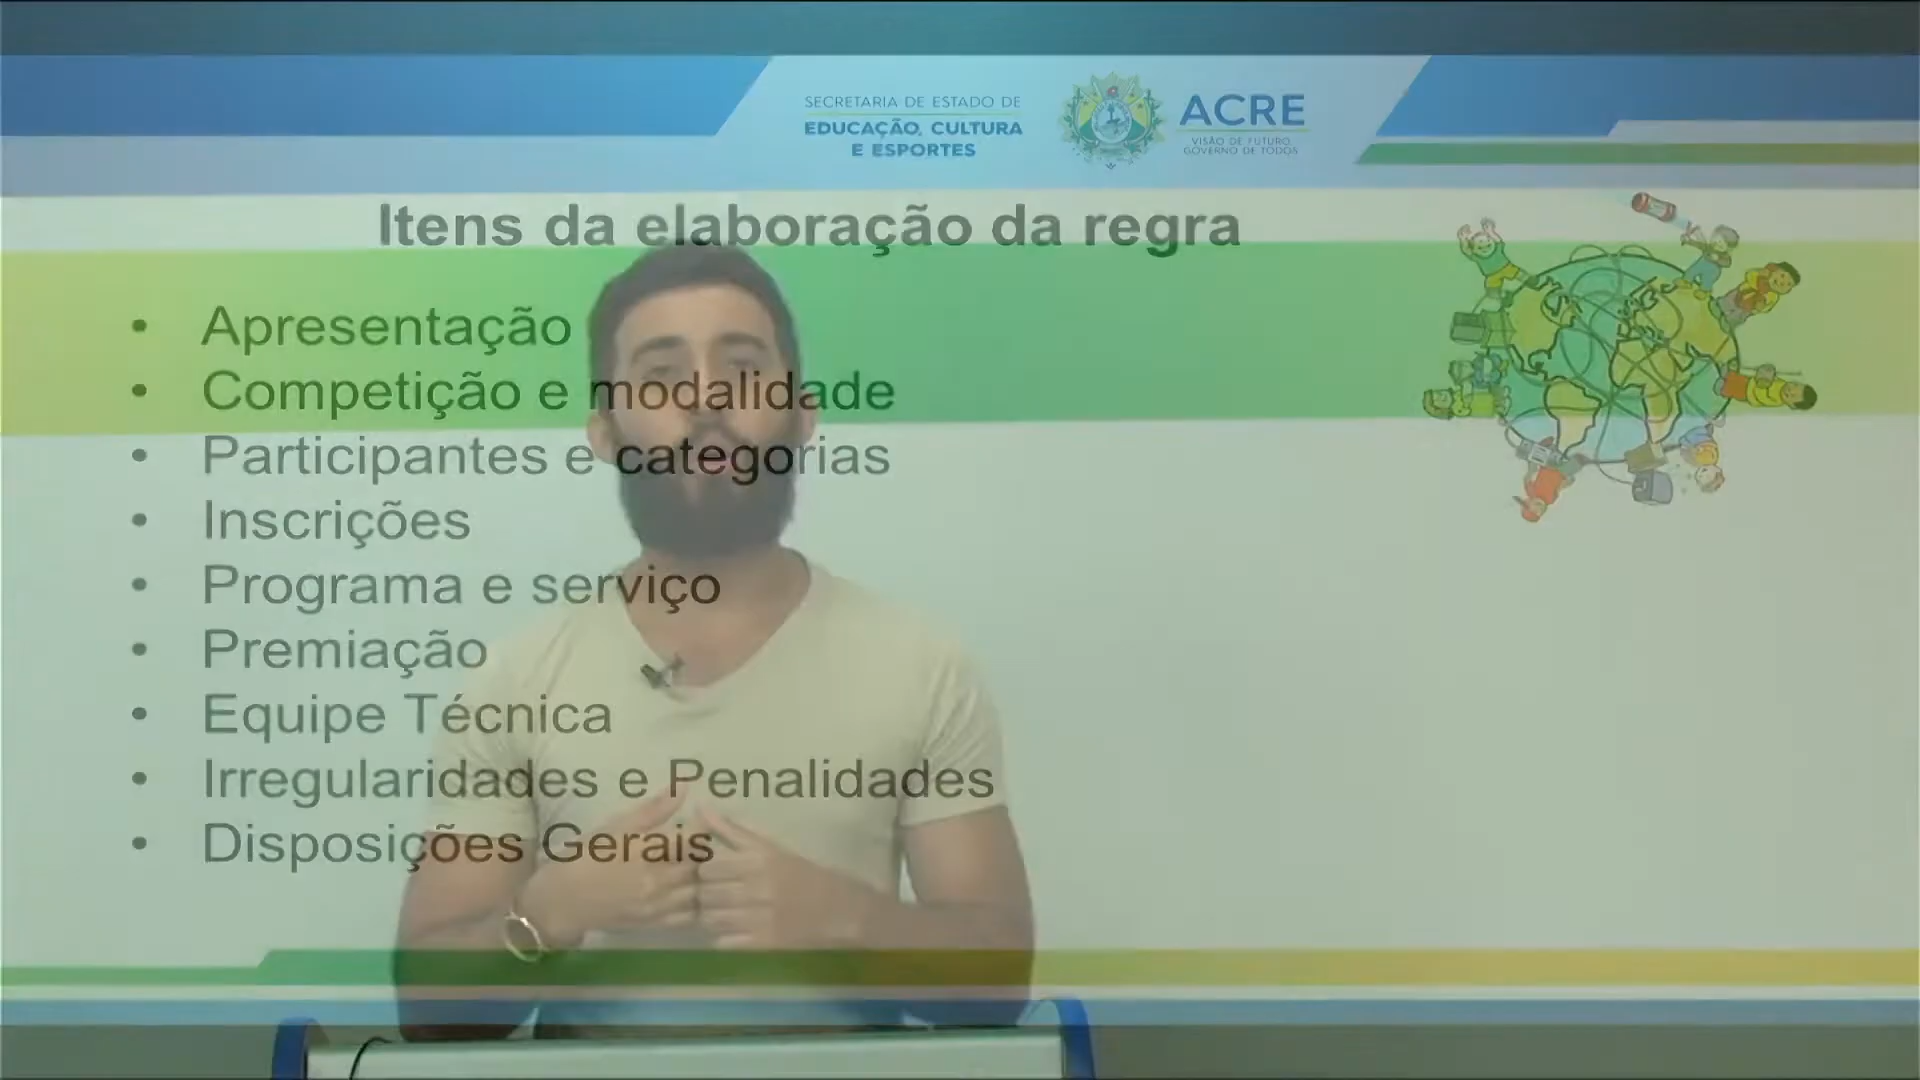 SECRETARIA DE ESTADO DE
EDUCAÇÃO, CULTURA
E ESPORTES
ACRE
VISÃO DE FUTURO,
GOVERNO DE TODOS
Itens da elaboração da regra
• Apresentação
• Competição e modalidade
• Participantes e categorias
• Inscrições
• Programa e serviço
• Premiação
• Equipe Técnica
• Irregularidades e Penalidades
• Disposições Gerais